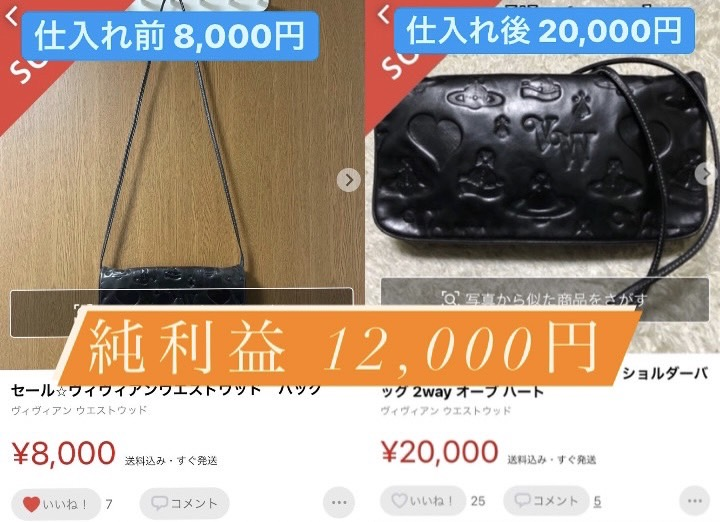 仕入れ前 8,000円
仕入れ後 20,000円
VW
写真から似た商品をさがす
純利益 12,000円
セール☆ヴィヴィアンウエストウッド バッグ
ヴィヴィアン ウエストウッド
¥8,000 送料込み・すぐ発送
いいね! 7 コメント
ショルダーバ
ッグ 2way オーブ ハート
ヴィヴィアン ウエストウッド
¥20,000 送料込み・すぐ発送
いいね! 25 コメント 5